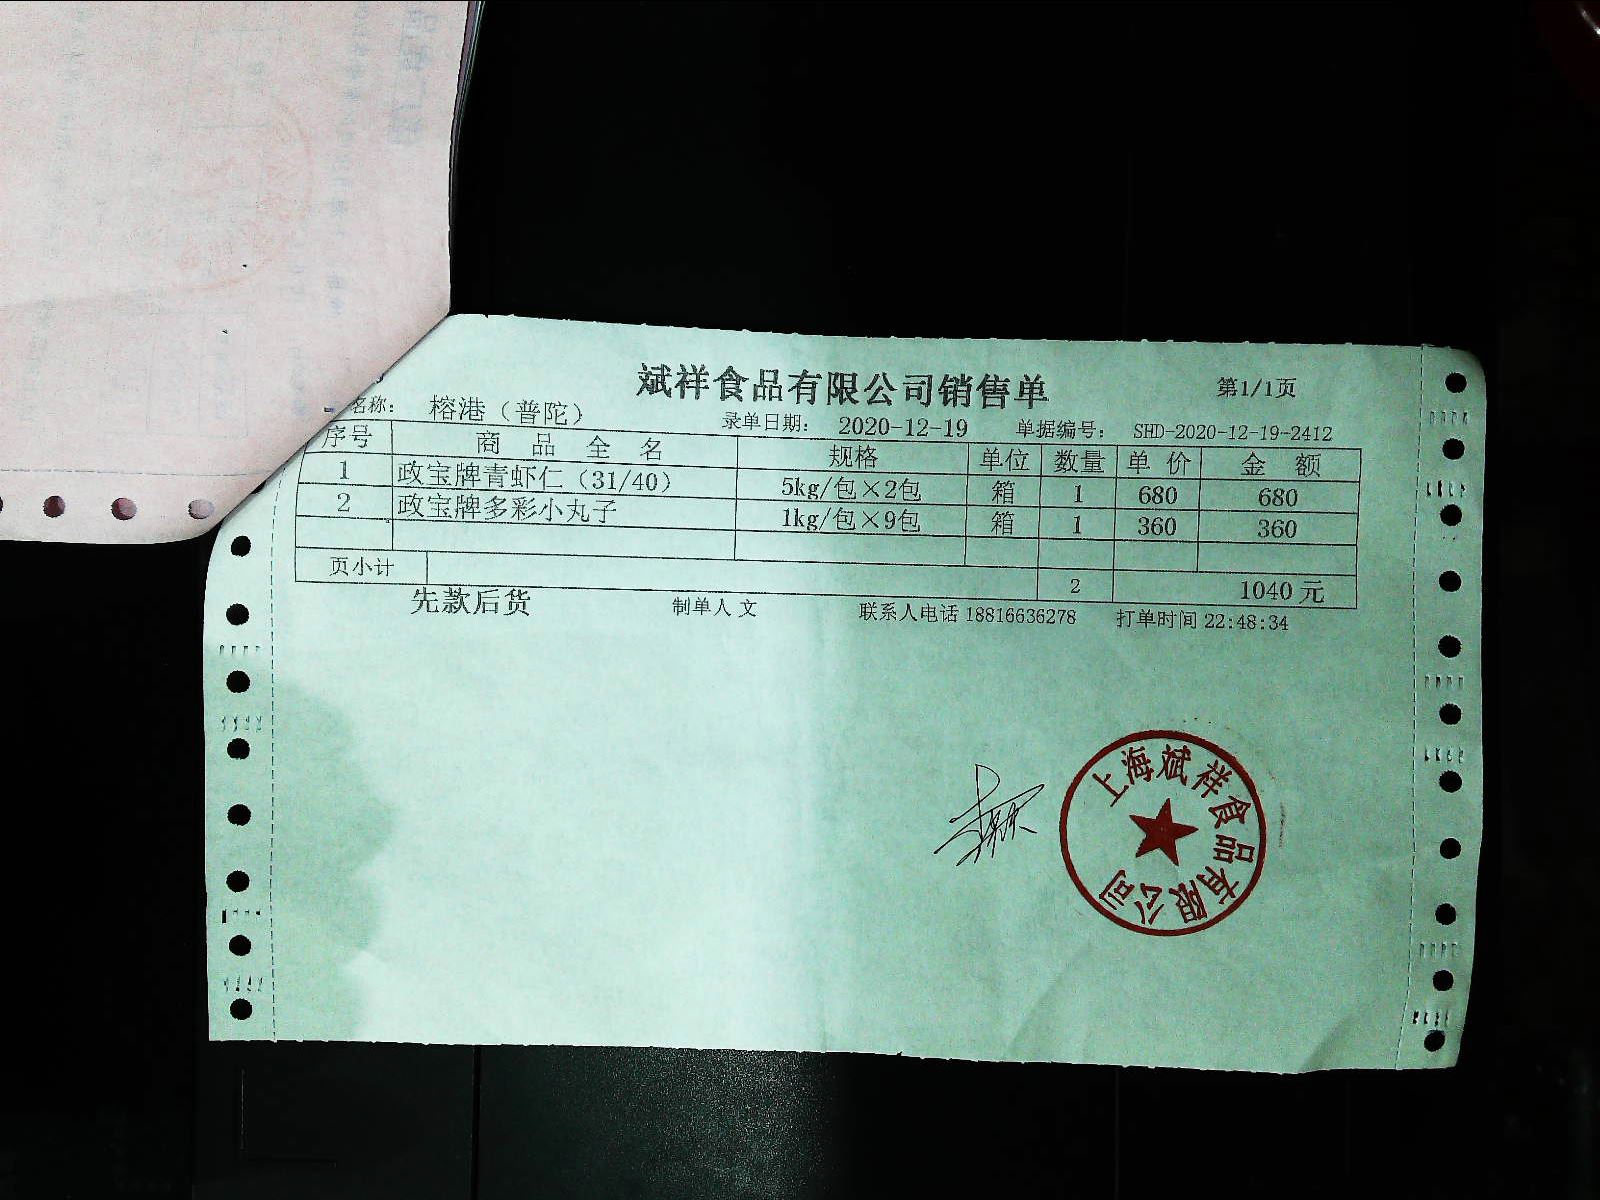 斌祥食品有限公司销售单
第1/1页
名称： 榕港（普陀） 录单日期： 2020-12-19 单据编号： SHD-2020-12-19-2412
序号 商品全名 规格 单位 数量 单价 金额
1 政宝牌青虾仁（31/40） 5kg/包×2包 箱 1 680 680
2 政宝牌多彩小丸子 1kg/包×9包 箱 1 360 360
页小计 2 1040 元
先款后货 制单人 文 联系人电话 18816636278 打单时间 22:48:34
上海斌祥食品有限公司